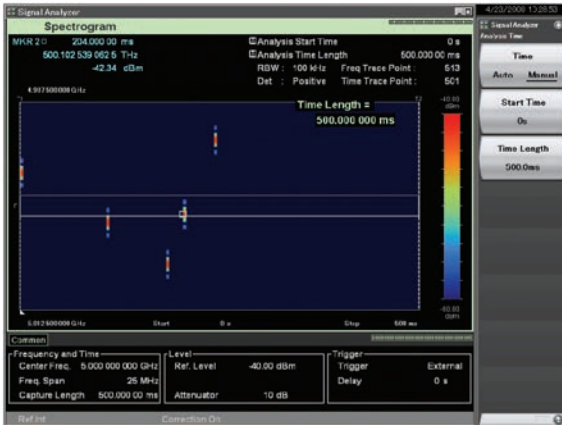 Signal Analyzer
4/23/2008 13:28:53
Spectrogram
MKR 2 204.000 00 ms
500.102 539 062 5 THz
-42.34 dBm
Analysis Start Time 0 s
Analysis Time Length 500.000 00 ms
RBW : 100 kHz Freq Trace Point : 513
Det : Positive Time Trace Point : 501
4.987500000 GHz
Time Length =
500.000 000 ms
-40.00
dBm
dBm
5.012500000 GHz Start 0 s Stop 500 ms
Common
Frequency and Time
Center Freq. 5.000 000 000 GHz
Freq. Span 25 MHz
Capture Length 500.000 00 ms
Level
Ref. Level -40.00 dBm
Attenuator 10 dB
Trigger
Trigger External
Delay 0 s
Ref.Int Correction On
Signal Analyzer
Analysis Time
Time
Auto Manual
Start Time
0s
Time Length
500.0ms